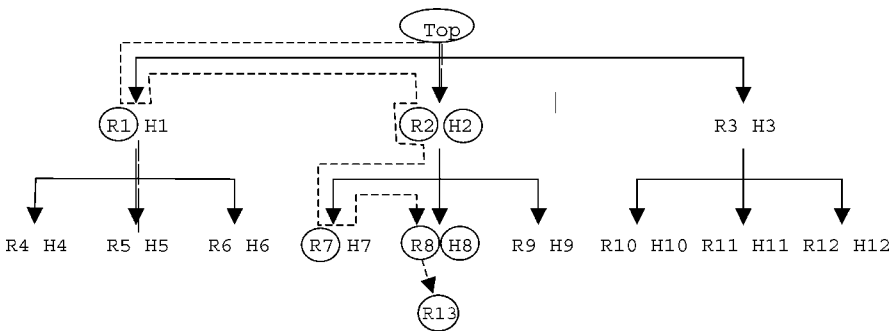 Top
R1 H1 R2 H2 R3 H3
R4 H4 R5 H5 R6 H6 R7 H7 R8 H8 R9 H9 R10 H10 R11 H11 R12 H12
R13